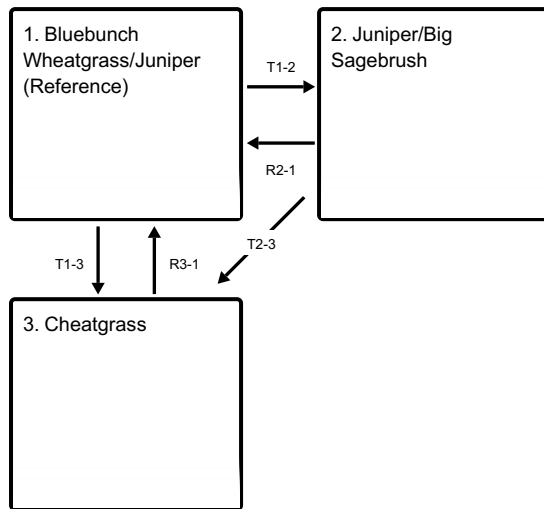 1. Bluebunch
Wheatgrass/Juniper
(Reference)
T1-2
2. Juniper/Big
Sagebrush
R2-1
T2-3
T1-3
R3-1
3. Cheatgrass